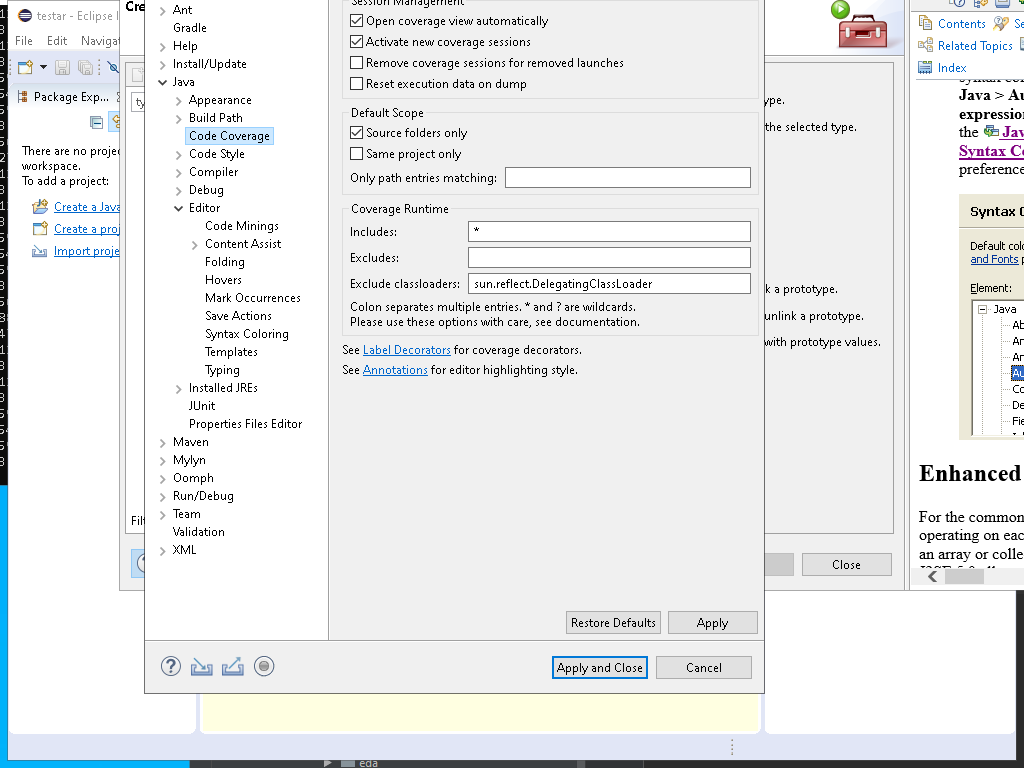 testar - Eclipse I
File
Edit
Navigat
Package Exp...
There are no projec
workspace.
To add a project:
Create a Java
Create a proj
Import proje
Cre
ty
Filt
Ant
Gradle
Help
Install/Update
Java
Appearance
Build Path
Code Coverage
Code Style
Compiler
Debug
Editor
Code Minings
Content Assist
Folding
Hovers
Mark Occurrences
Save Actions
Syntax Coloring
Templates
Typing
Installed JREs
JUnit
Properties Files Editor
Maven
Mylyn
Oomph
Run/Debug
Team
Validation
XML
Session Management
Open coverage view automatically
Activate new coverage sessions
Remove coverage sessions for removed launches
Reset execution data on dump
Default Scope
Source folders only
Same project only
Only path entries matching:
Coverage Runtime
Includes:
*
Excludes:
Exclude classloaders:
sun.reflect.DelegatingClassLoader
Colon separates multiple entries. * and ? are wildcards.
Please use these options with care, see documentation.
See Label Decorators for coverage decorators.
See Annotations for editor highlighting style.
Restore Defaults
Apply
Apply and Close
Cancel
ype.
the selected type.
k a prototype.
unlink a prototype.
with prototype values.
Close
Contents
Se
Related Topics
Index
Java > Au
expression
the Jav
Syntax Co
preference
Syntax C
Default colo
and Fonts p
Element:
Java
Ab
An
An
Au
Co
De
Fie
Enhanced
For the common
operating on eac
an array or colle
eda